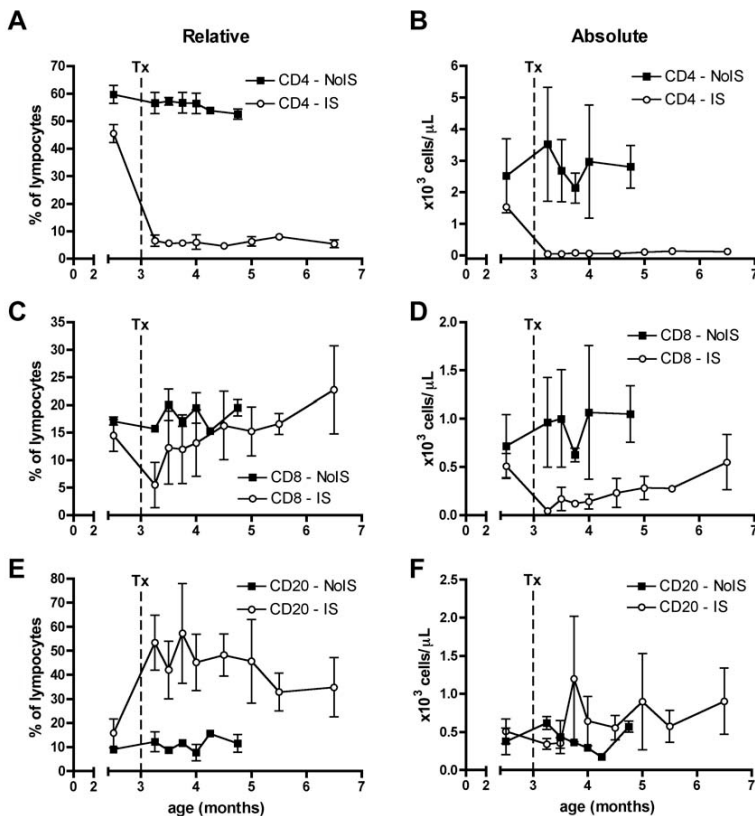 A
Relative
Tx
CD4 - NoIS
CD4 - IS
% of lympocytes
70
60
50
40
30
20
10
0
0 2 3 4 5 6 7
B
Absolute
Tx
CD4 - NoIS
CD4 - IS
x10³ cells/ μL
6
5
4
3
2
1
0
0 2 3 4 5 6 7
C
Tx
CD8 - NoIS
CD8 - IS
% of lympocytes
35
30
25
20
15
10
5
0
0 2 3 4 5 6 7
D
Tx
CD8 - NoIS
CD8 - IS
x10³ cells/ μL
2.0
1.5
1.0
0.5
0.0
0 2 3 4 5 6 7
E
Tx
CD20 - NoIS
CD20 - IS
% of lympocytes
80
70
60
50
40
30
20
10
0
0 2 3 4 5 6 7
age (months)
F
Tx
CD20 - NoIS
CD20 - IS
x10³ cells/ μL
2.5
2.0
1.5
1.0
0.5
0.0
0 2 3 4 5 6 7
age (months)